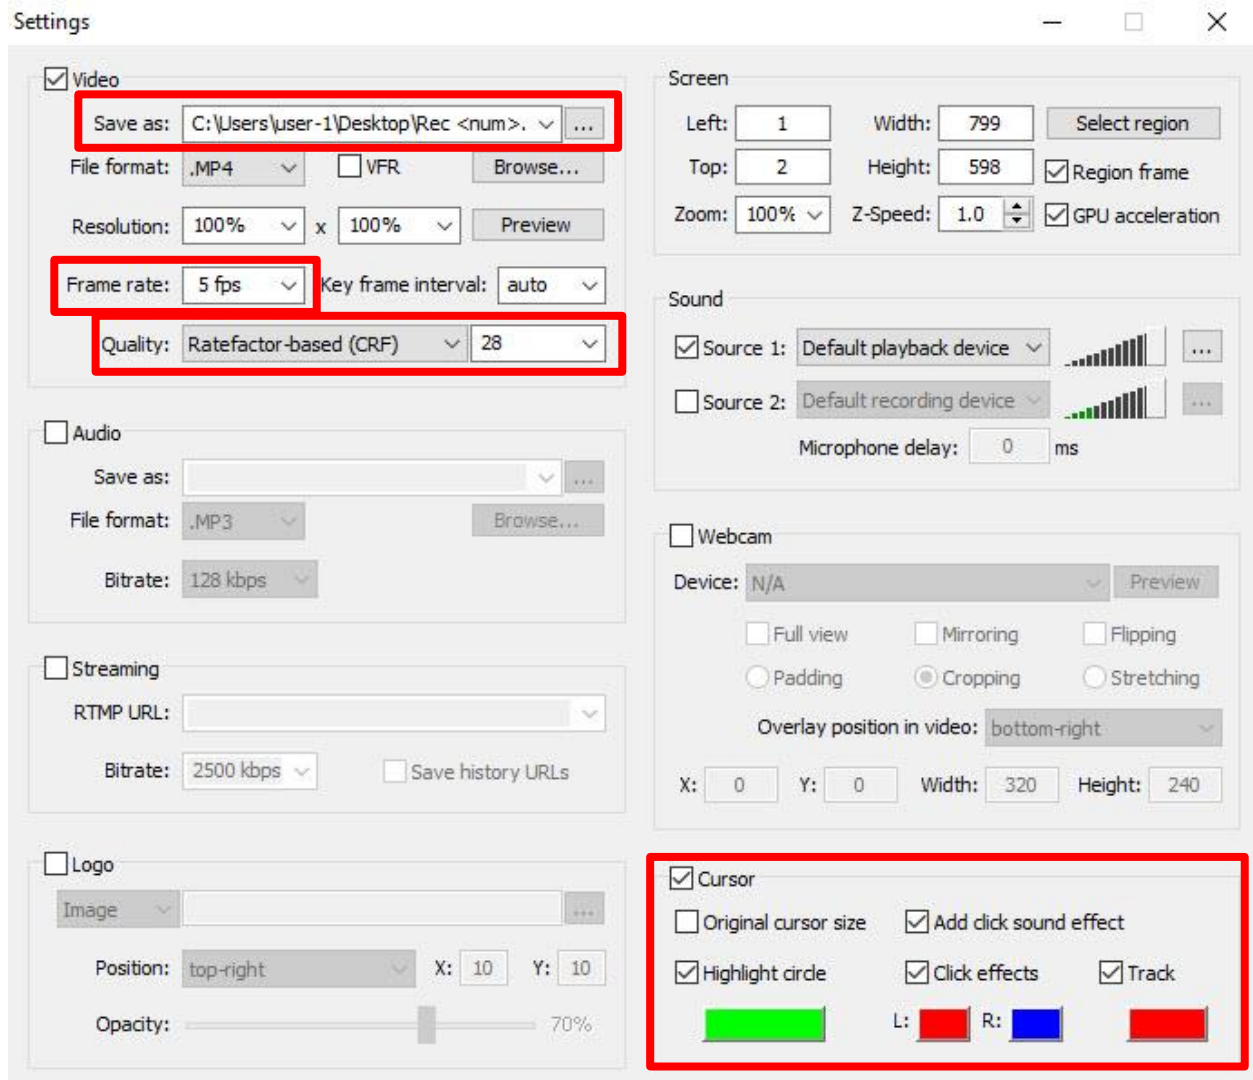 Settings
Video
Save as: C:\Users\user-1\Desktop\Rec <num>. ...
File format: .MP4 VFR Browse...
Resolution: 100% x 100% Preview
Frame rate: 5 fps Key frame interval: auto
Quality: Ratefactor-based (CRF) 28
Audio
Save as: ...
File format: .MP3 Browse...
Bitrate: 128 kbps
Streaming
RTMP URL:
Bitrate: 2500 kbps Save history URLs
Logo
Image ...
Position: top-right X: 10 Y: 10
Opacity: 70%
Screen
Left: 1 Width: 799 Select region
Top: 2 Height: 598 Region frame
Zoom: 100% Z-Speed: 1.0 GPU acceleration
Sound
Source 1: Default playback device ...
Source 2: Default recording device ...
Microphone delay: 0 ms
Webcam
Device: N/A Preview
Full view Mirroring Flipping
Padding Cropping Stretching
Overlay position in video: bottom-right
X: 0 Y: 0 Width: 320 Height: 240
Cursor
Original cursor size Add click sound effect
Highlight circle Click effects Track
L: R: